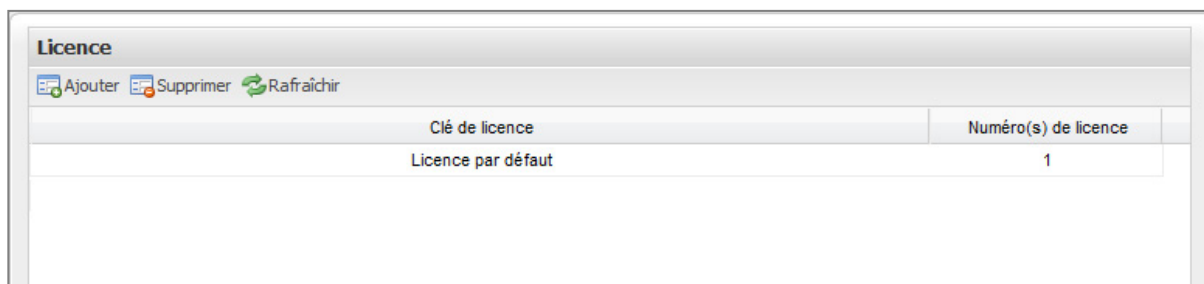 Licence
Ajouter Supprimer Rafraîchir
Clé de licence Numéro(s) de licence
Licence par défaut 1